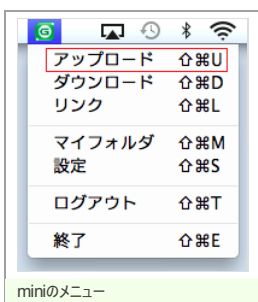 アップロード ⇧⌘U
ダウンロード ⇧⌘D
リンク ⇧⌘L
マイフォルダ ⇧⌘M
設定 ⇧⌘S
ログアウト ⇧⌘T
終了 ⇧⌘E
miniのメニュー